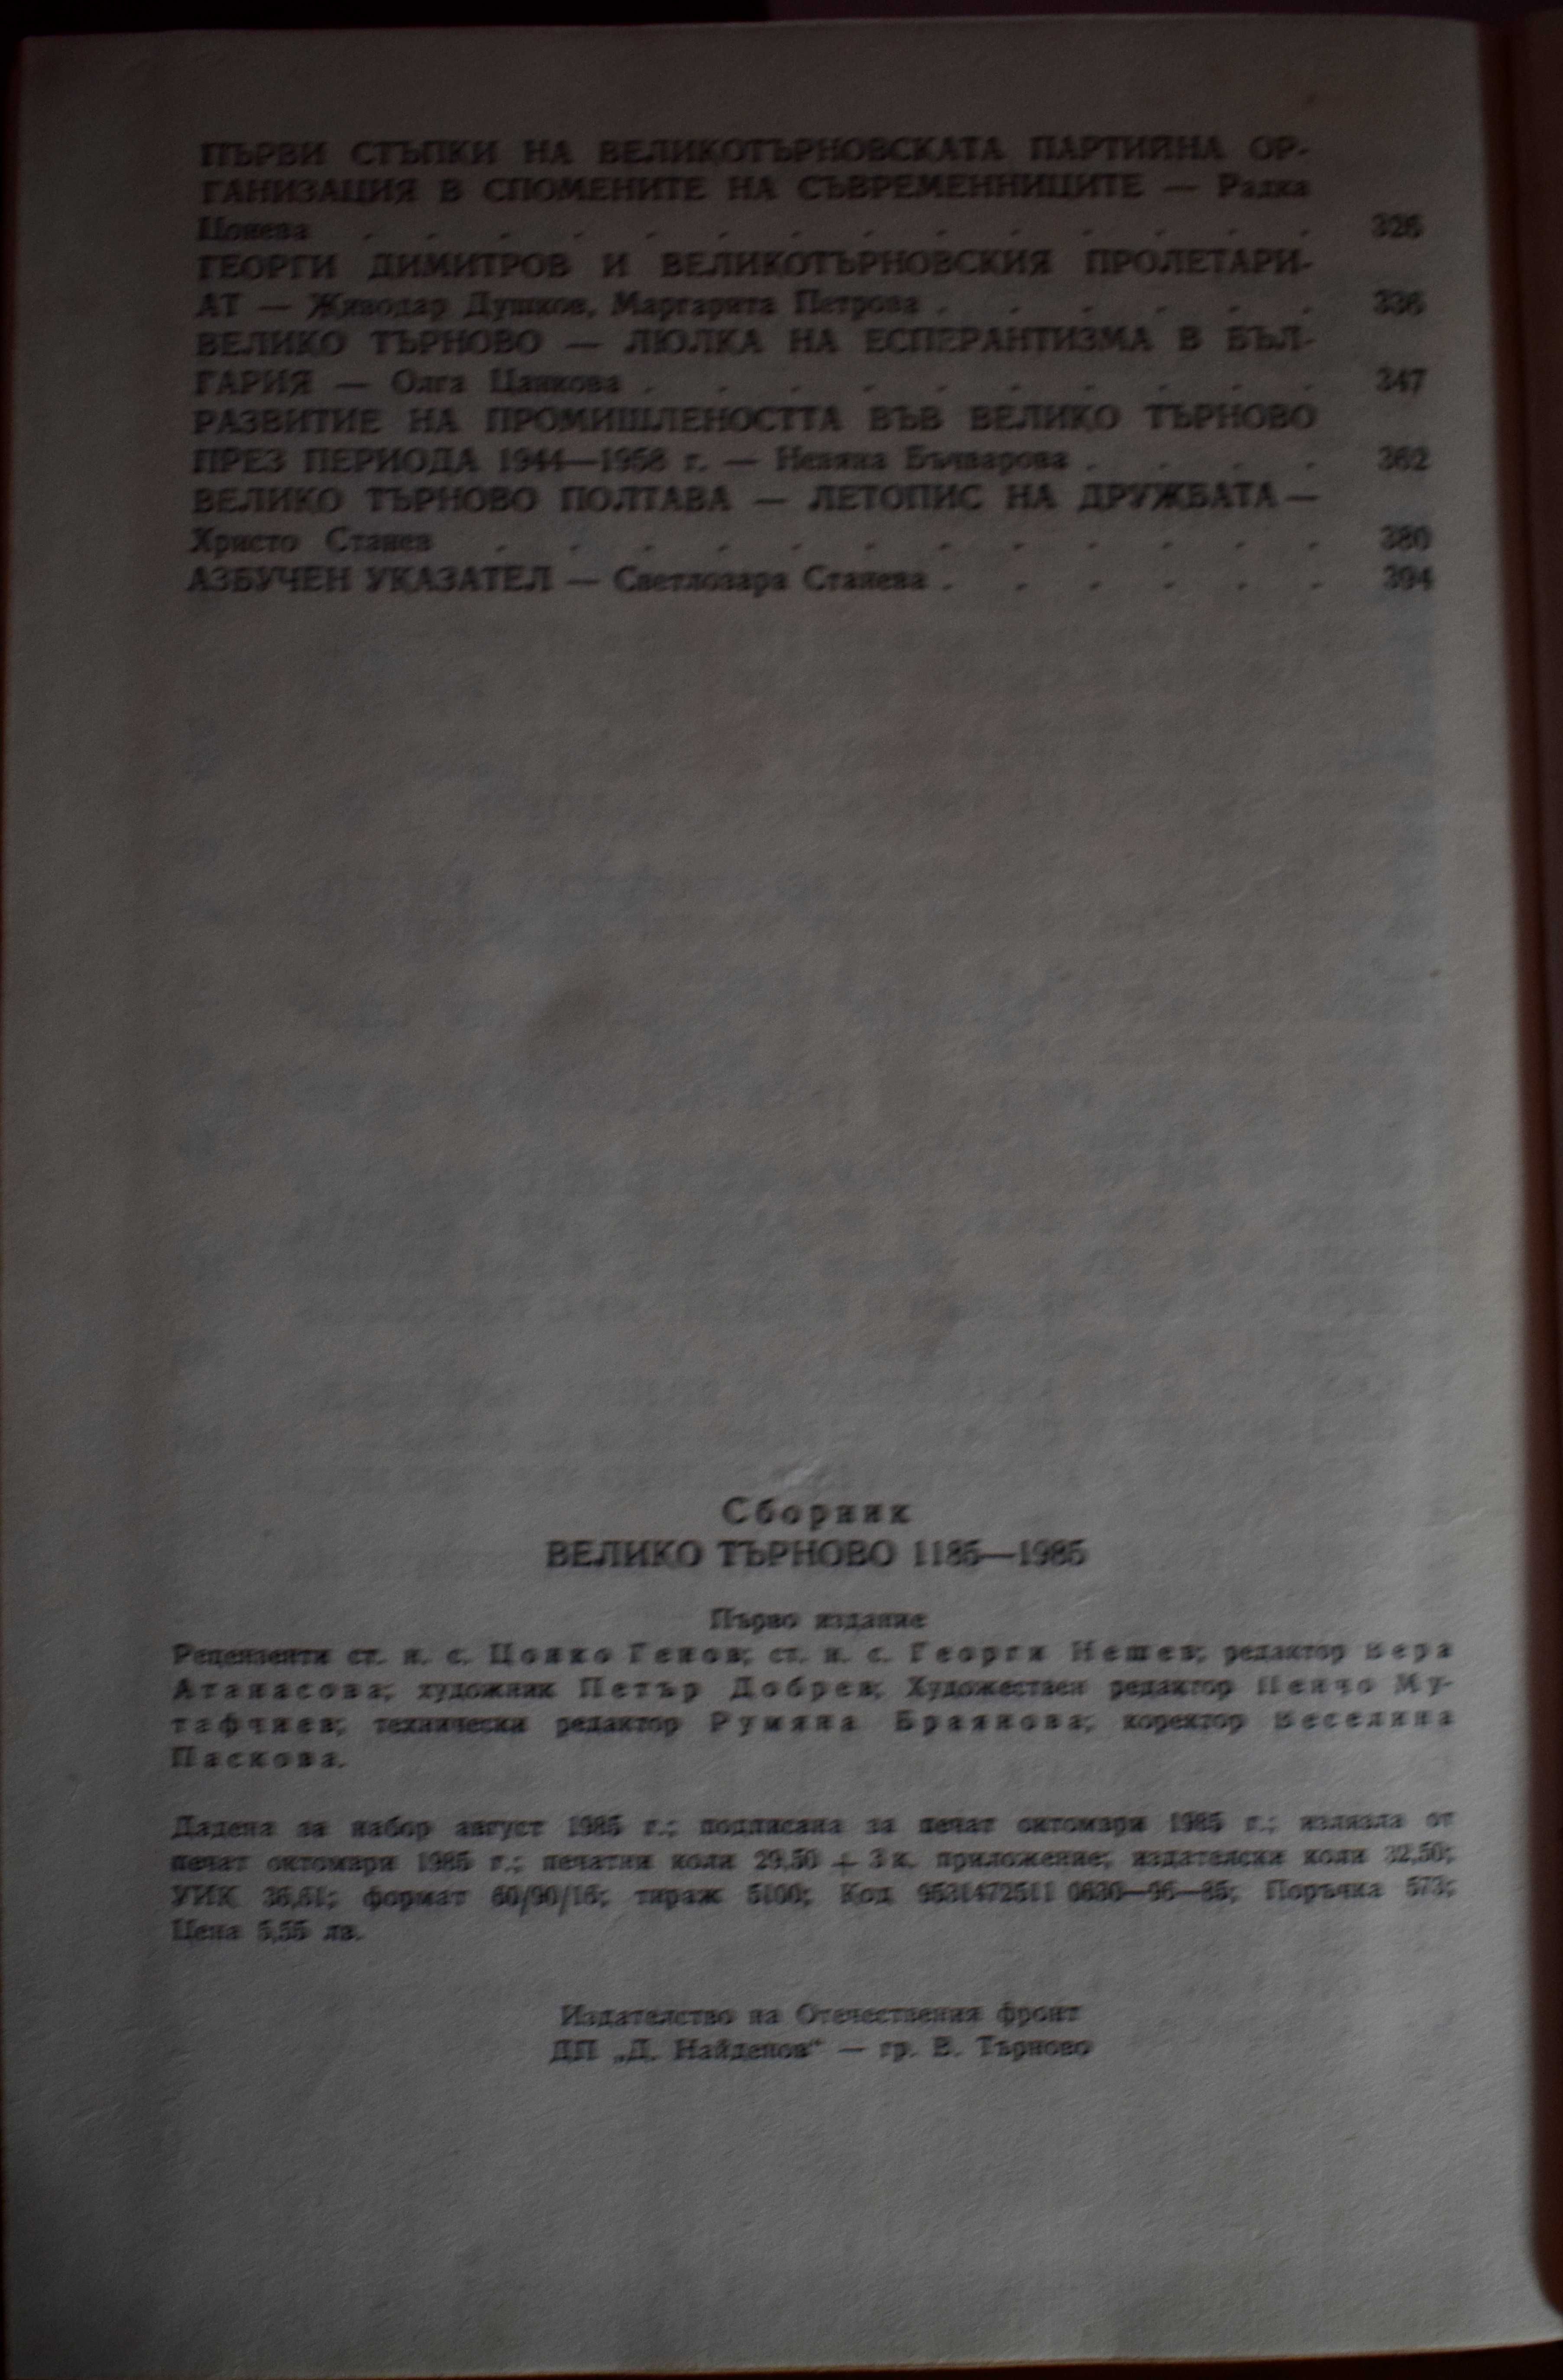 ПЪРВИ СТЪПКИ НА ВЕЛИКОТЪРНОВСКАТА ПАРТИЙНА ОР-
ГАНИЗАЦИЯ В СПОМЕНИТЕ НА СЪВРЕМЕННИЦИТЕ — Радка
Цонева . . . . . . . . . . . . . . 326
ГЕОРГИ ДИМИТРОВ И ВЕЛИКОТЪРНОВСКИЯ ПРОЛЕТАРИ-
АТ — Живодар Душков, Маргарита Петрова . . . . . . 336
ВЕЛИКО ТЪРНОВО — ЛЮЛКА НА ЕСПЕРАНТИЗМА В БЪЛ-
ГАРИЯ — Олга Цанкова . . . . . . . . . . 347
РАЗВИТИЕ НА ПРОМИШЛЕНОСТТА ВЪВ ВЕЛИКО ТЪРНОВО
ПРЕЗ ПЕРИОДА 1944—1958 г. — Невяна Бъчварова . . . . 362
ВЕЛИКО ТЪРНОВО ПОЛТАВА — ЛЕТОПИС НА ДРУЖБАТА —
Христо Станев . . . . . . . . . . . . 380
АЗБУЧЕН УКАЗАТЕЛ — Светлозара Станева . . . . . . 394
Сборник
ВЕЛИКО ТЪРНОВО 1185—1985
Първо издание
Рецензенти ст. н. с. Цонко Генов; ст. н. с. Георги Нешев; редактор Вера
Атанасова; художник Петър Добрев; Художествен редактор Пенчо Му-
тафчиев; технически редактор Румяна Браянова; коректор Веселина
Паскова.
Дадена за набор август 1985 г.; подписана за печат октомври 1985 г.; излязла от
печат октомври 1985 г.; печатни коли 29,50 + 3 к. приложение; издателски коли 32,50;
УИК 36,61; формат 60/90/16; тираж 5100; Код 9531472511 0630—96—85; Поръчка 573;
Цена 5,55 лв.
Издателство на Отечествения фронт
ДП „Д. Найденов“ — гр. В. Търново